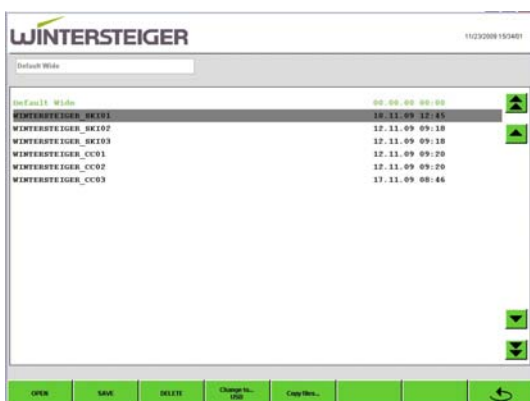 WINTERSTEIGER
11/23/2009 15:04:01
Default Wide
Default Wide 00.00.00 00:00
WINTERSTEIGER_SKI01 10.11.09 12:45
WINTERSTEIGER_SKI02 12.11.09 09:18
WINTERSTEIGER_SKI03 12.11.09 09:18
WINTERSTEIGER_CC01 12.11.09 09:20
WINTERSTEIGER_CC02 12.11.09 09:20
WINTERSTEIGER_CC03 17.11.09 08:46
OPEN SAVE DELETE Change to... USB Copy files...